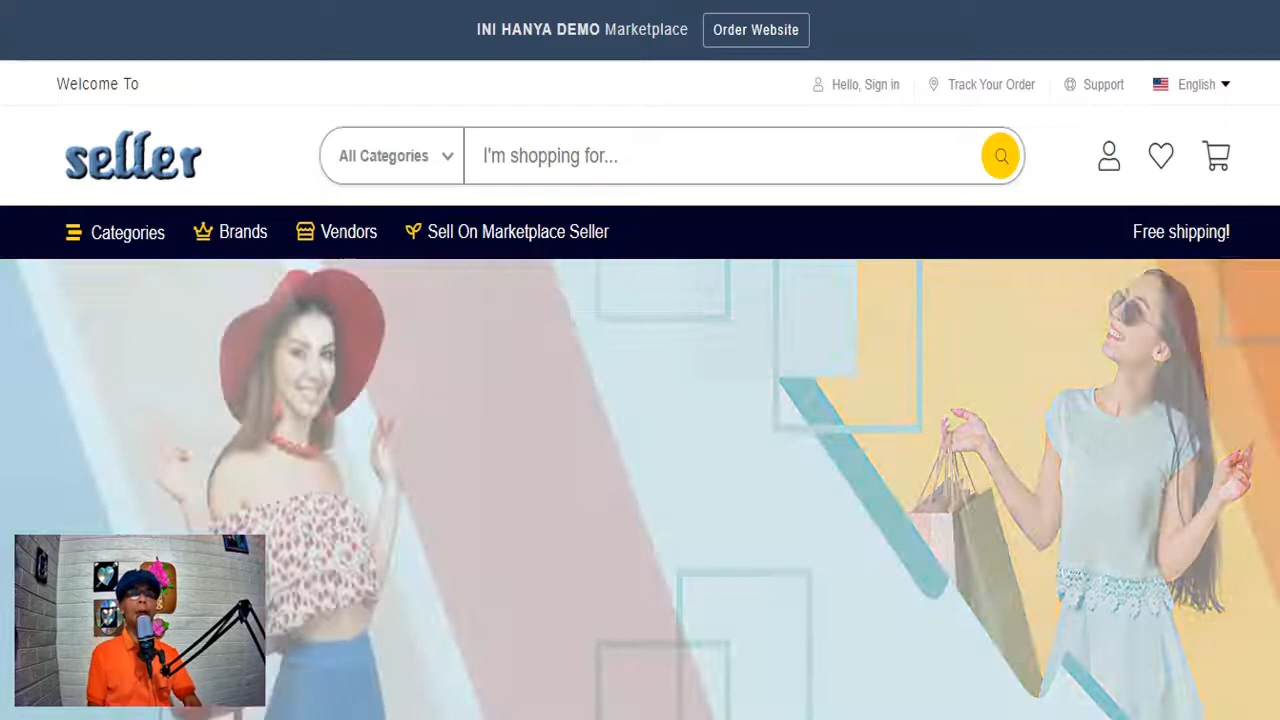 INI HANYA DEMO Marketplace Order Website
Welcome To
Hello, Sign in
Track Your Order
Support
English
seller
All Categories
I'm shopping for...
Categories
Brands
Vendors
Sell On Marketplace Seller
Free shipping!